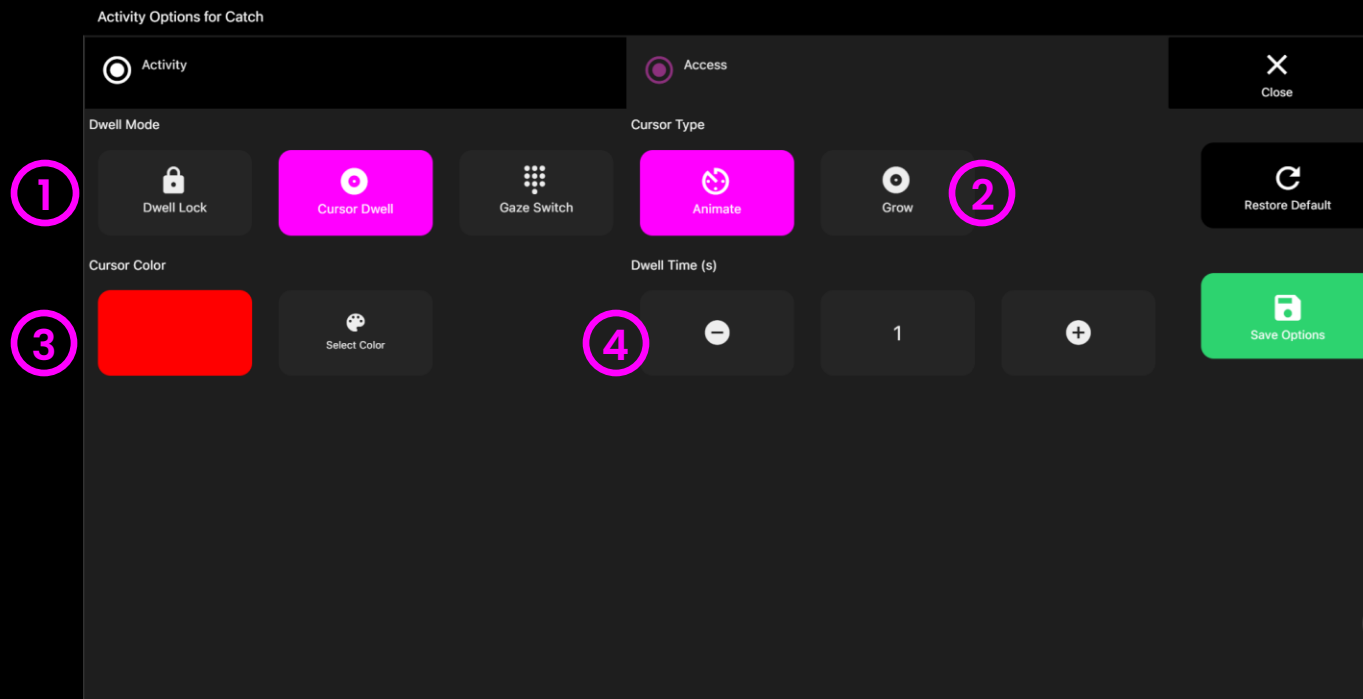 Activity Options for Catch
Activity
Access
Close
Dwell Mode
Cursor Type
1
Dwell Lock
Cursor Dwell
Gaze Switch
Animate
Grow
2
Restore Default
Cursor Color
Dwell Time (s)
3
Select Color
4
1
Save Options